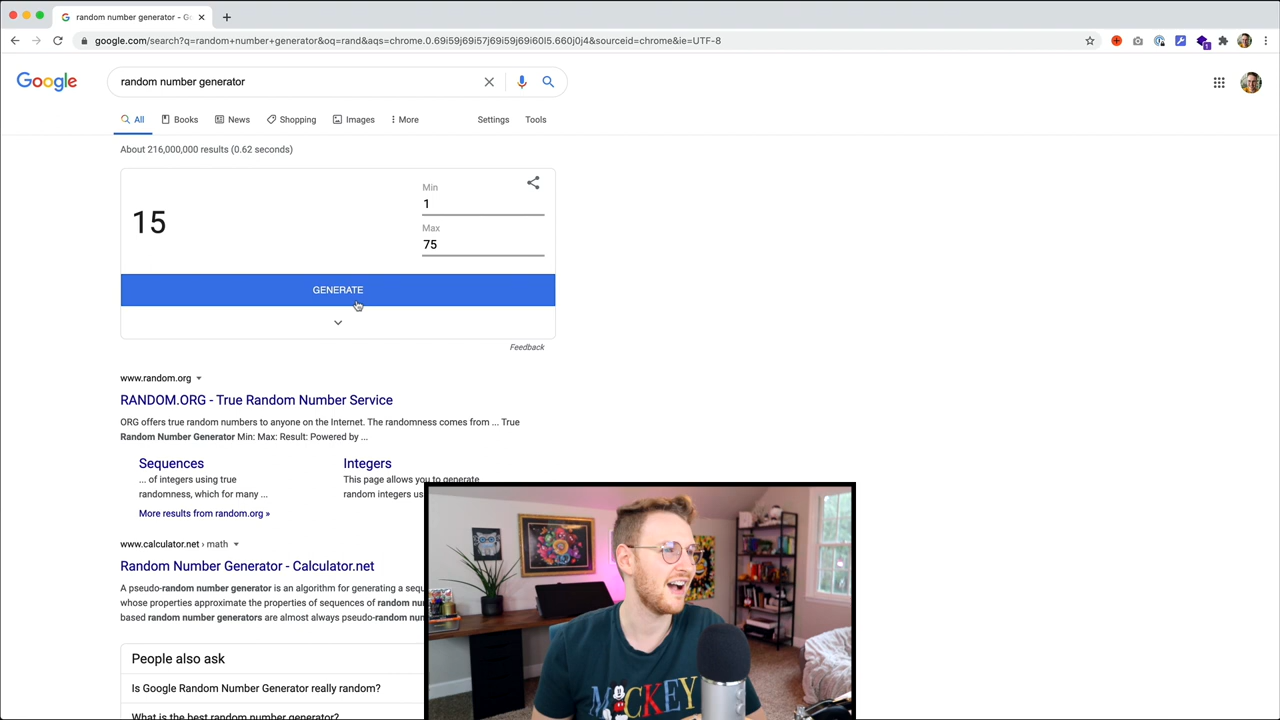 random number generator - Go
google.com/search?q=random+number+generator&oq=rand&aqs=chrome.0.69i59j69i57j69i59j69i60l5.660j0j4&sourceid=chrome&ie=UTF-8
1
Google
random number generator
All
Books
News
Shopping
Images
More
Settings
Tools
About 216,000,000 results (0.62 seconds)
15
Min
1
Max
75
GENERATE
Feedback
www.random.org
RANDOM.ORG - True Random Number Service
ORG offers true random numbers to anyone on the Internet. The randomness comes from ... True
Random Number Generator Min: Max: Result: Powered by ...
Sequences
... of integers using true
randomness, which for many ...
Integers
This page allows you to generate
random integers us
More results from random.org »
www.calculator.net › math
Random Number Generator - Calculator.net
A pseudo-random number generator is an algorithm for generating a sequ
whose properties approximate the properties of sequences of random nu
based random number generators are almost always pseudo-random num
People also ask
Is Google Random Number Generator really random?
What is the best random number generator?
MICKEY